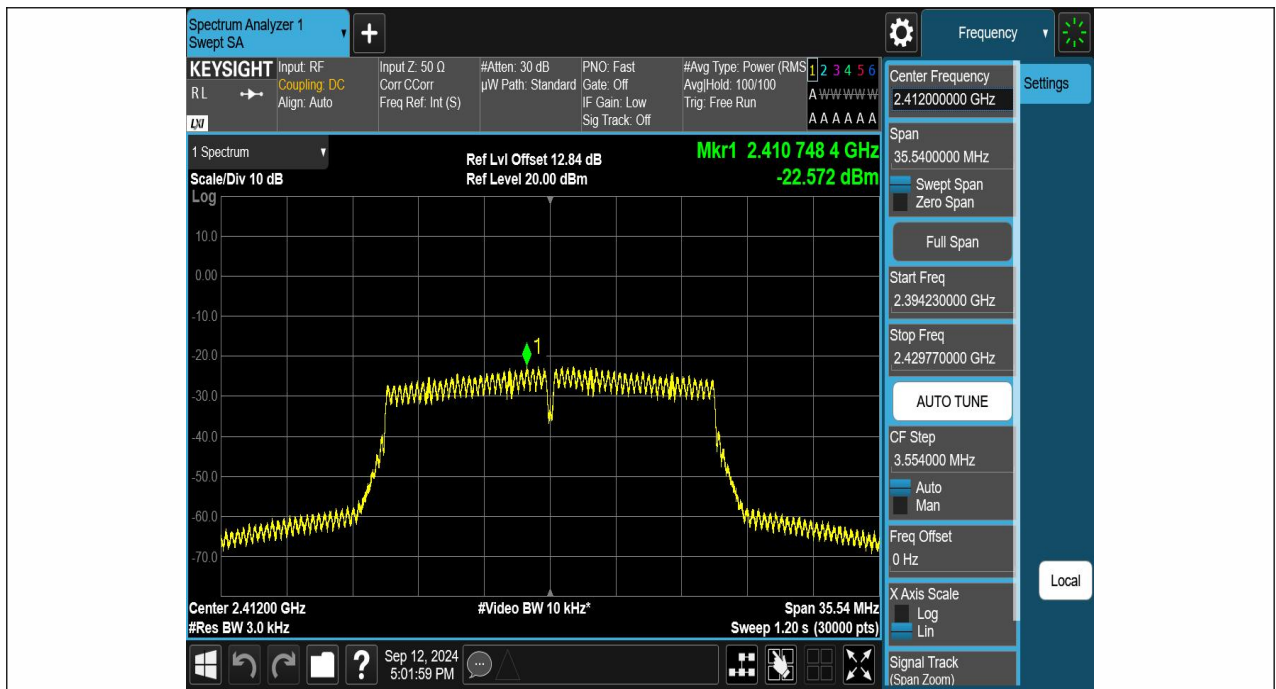 Spectrum Analyzer 1
Swept SA
+
Frequency
KEYSIGHT
R L
LXI
Input: RF
Coupling: DC
Align: Auto
Input Z: 50 Ω
Corr CCorr
Freq Ref: Int (S)
#Atten: 30 dB
µW Path: Standard
PNO: Fast
Gate: Off
IF Gain: Low
Sig Track: Off
#Avg Type: Power (RMS
Avg|Hold: 100/100
Trig: Free Run
1 2 3 4 5 6
A W W W W W
A A A A A A
1 Spectrum
Scale/Div 10 dB
Log
Ref Lvl Offset 12.84 dB
Ref Level 20.00 dBm
Mkr1 2.410 748 4 GHz
-22.572 dBm
10.0
0.00
-10.0
-20.0
-30.0
-40.0
-50.0
-60.0
-70.0
1
Center 2.41200 GHz
#Res BW 3.0 kHz
#Video BW 10 kHz*
Span 35.54 MHz
Sweep 1.20 s (30000 pts)
?
Sep 12, 2024
5:01:59 PM
Center Frequency
2.412000000 GHz
Settings
Span
35.5400000 MHz
Swept Span
Zero Span
Full Span
Start Freq
2.394230000 GHz
Stop Freq
2.429770000 GHz
AUTO TUNE
CF Step
3.554000 MHz
Auto
Man
Freq Offset
0 Hz
X Axis Scale
Log
Lin
Signal Track
(Span Zoom)
Local